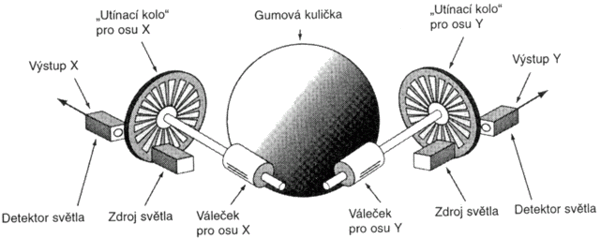 „Utínací kolo“
pro osu X
Gumová kulička
„Utínací kolo“
pro osu Y
Výstup X
Výstup Y
Detektor světla
Zdroj světla
Váleček
pro osu X
Váleček
pro osu Y
Zdroj světla
Detektor světla